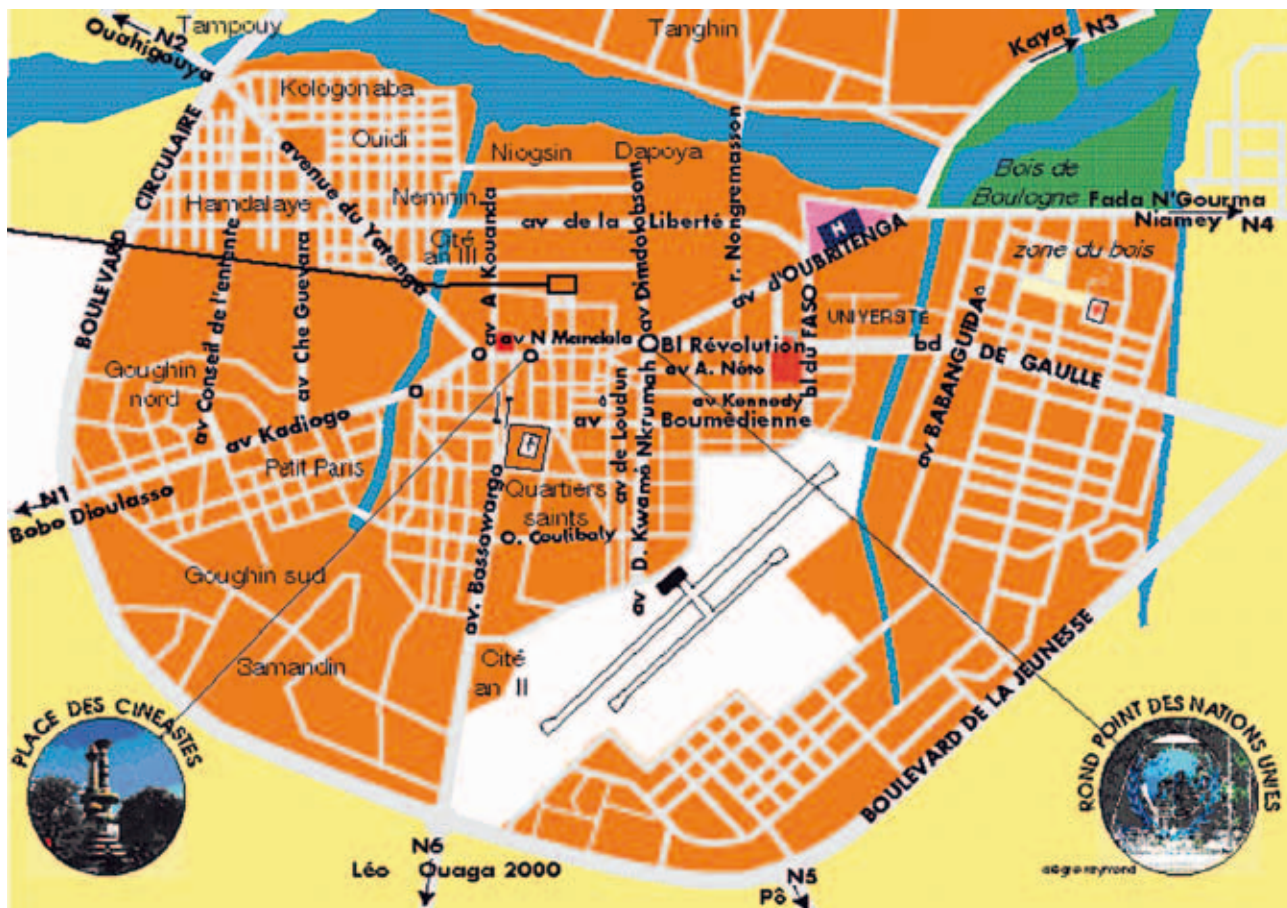 Tampouy
N2
Ouahigouya
Tanghin
Kaya
N3
Kologonaba
Ouidi
Niogsin
Dapoya
Nemnin
Hamdalaye
BOULEVARD CIRCULAIRE
avenue du Yatenga
av Conseil de l'entente
av Che Guevara
Cité
an III
av A Kouanda
av de la Liberté
av Dimdolobsom
r. Nongremasson
H
av d'OUBRITENGA
Bois de
Boulogne
Fada N'Gourma
Niamey
N4
zone du bois
UNIVERSITÉ
av N Mandela
Bl Révolution
bd DE GAULLE
av A. Néto
bl du FASO
av Kennedy
av Boumédienne
av BABANGUIDA
Goughin
nord
av Kadiogo
Petit Paris
N1
Bobo Dioulasso
av. Bassawarga
Quartiers
saints
O. Coulibaly
av de Loudun
av D. Kwamé Nkrumah
Goughin sud
Samandin
Cité
an II
BOULEVARD DE LA JEUNESSE
PLACE DES CINEASTES
ROND POINT DES NATIONS UNIES
N6
Léo Ouaga 2000
N5
Pô